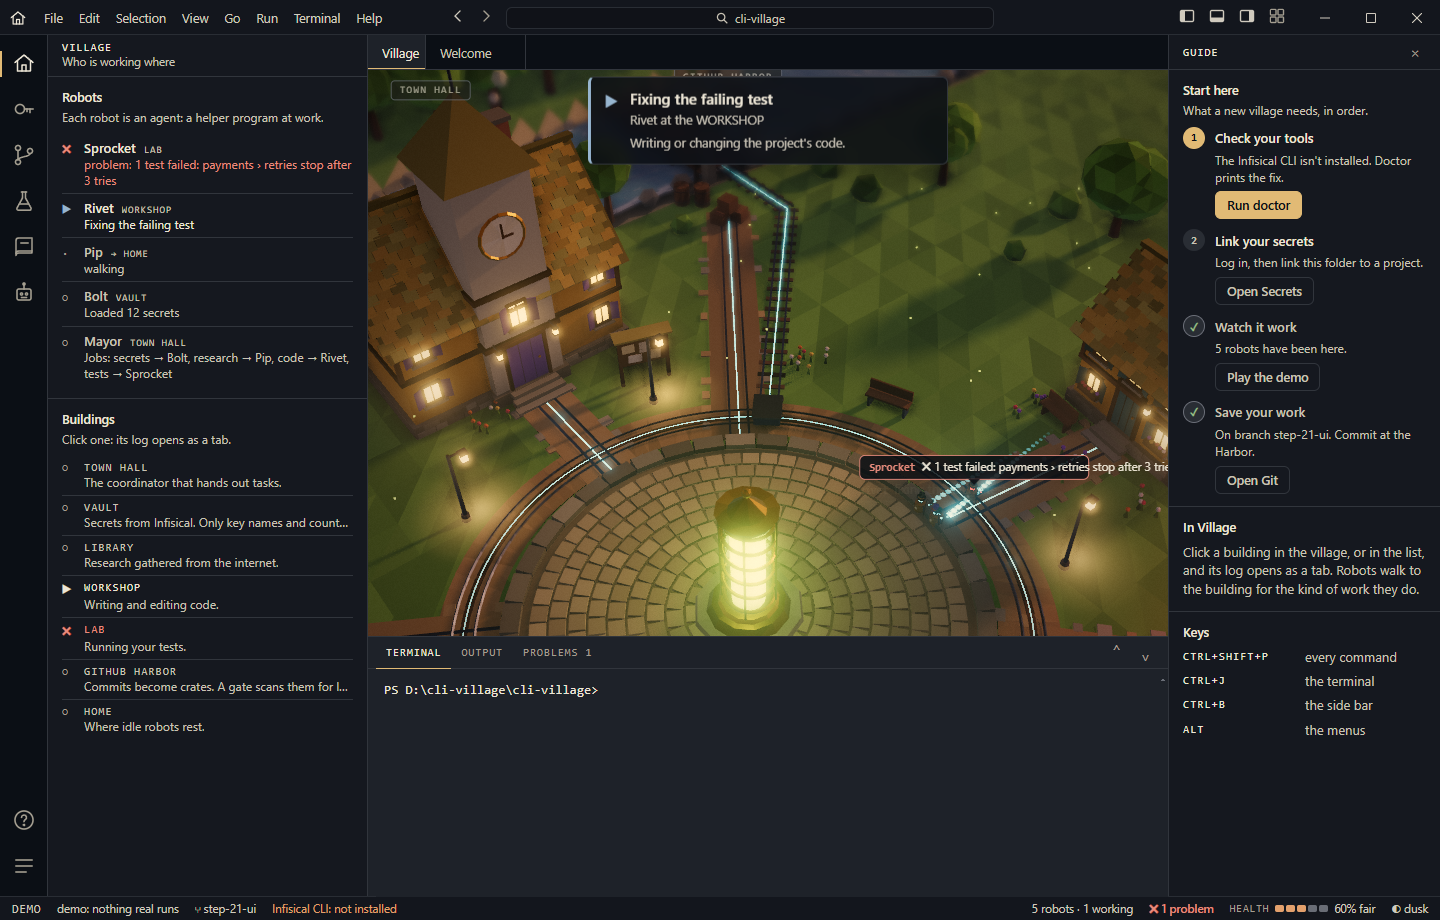 File Edit Selection View Go Run Terminal Help
cli-village
VILLAGE
Who is working where
Robots
Each robot is an agent: a helper program at work.
Sprocket LAB
problem: 1 test failed: payments › retries stop after
3 tries
Rivet WORKSHOP
Fixing the failing test
Pip → HOME
walking
Bolt VAULT
Loaded 12 secrets
Mayor TOWN HALL
Jobs: secrets → Bolt, research → Pip, code → Rivet,
tests → Sprocket
Buildings
Click one: its log opens as a tab.
TOWN HALL
The coordinator that hands out tasks.
VAULT
Secrets from Infisical. Only key names and count...
LIBRARY
Research gathered from the internet.
WORKSHOP
Writing and editing code.
LAB
Running your tests.
GITHUB HARBOR
Commits become crates. A gate scans them for l...
HOME
Where idle robots rest.
Village Welcome
TOWN HALL
GITHUB HARBOR
Fixing the failing test
Rivet at the WORKSHOP
Writing or changing the project's code.
Sprocket ✕ 1 test failed: payments › retries stop after 3 trie
TERMINAL OUTPUT PROBLEMS 1
PS D:\cli-village\cli-village>
GUIDE
Start here
What a new village needs, in order.
1 Check your tools
The Infisical CLI isn't installed. Doctor
prints the fix.
Run doctor
2 Link your secrets
Log in, then link this folder to a project.
Open Secrets
✓ Watch it work
5 robots have been here.
Play the demo
✓ Save your work
On branch step-21-ui. Commit at the
Harbor.
Open Git
In Village
Click a building in the village, or in the list,
and its log opens as a tab. Robots walk to
the building for the kind of work they do.
Keys
CTRL+SHIFT+P every command
CTRL+J the terminal
CTRL+B the side bar
ALT the menus
DEMO demo: nothing real runs step-21-ui Infisical CLI: not installed 5 robots · 1 working ✕ 1 problem HEALTH 60% fair dusk